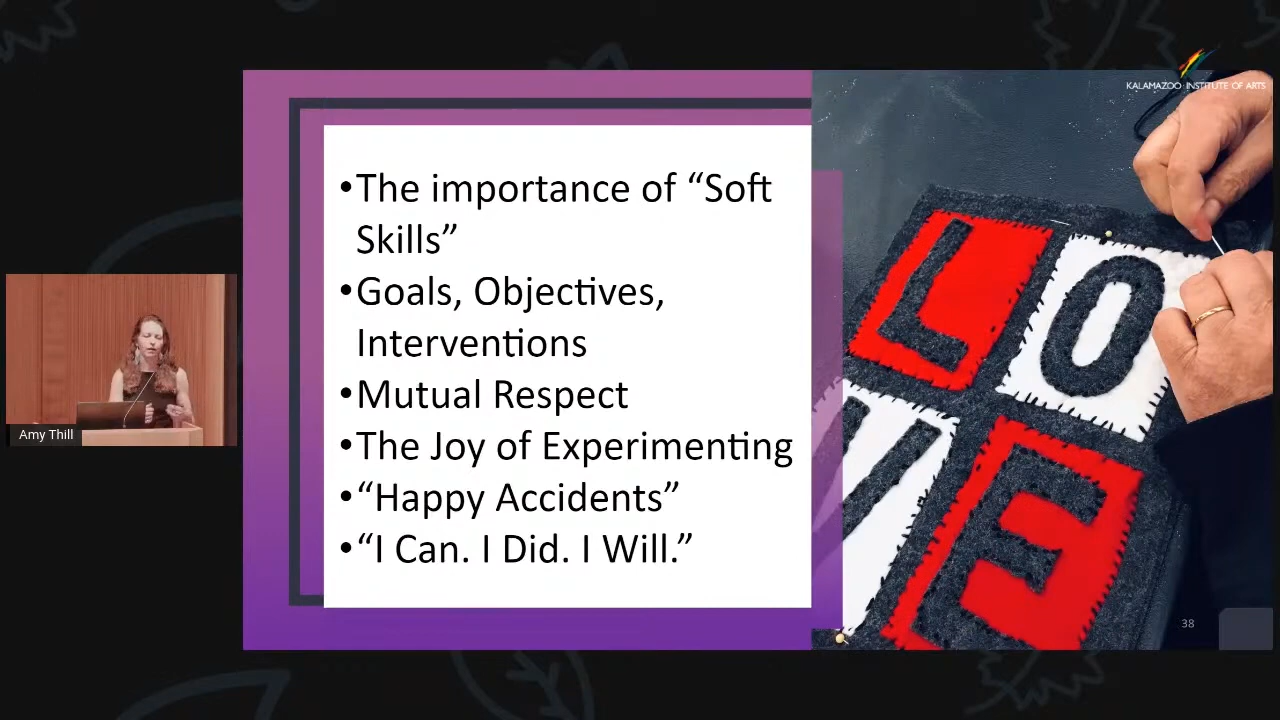 KALAMAZOO INSTITUTE OF ARTS
•The importance of “Soft
Skills”
•Goals, Objectives,
Interventions
•Mutual Respect
•The Joy of Experimenting
•“Happy Accidents”
•“I Can. I Did. I Will.”
L O
V E
Amy Thill
38